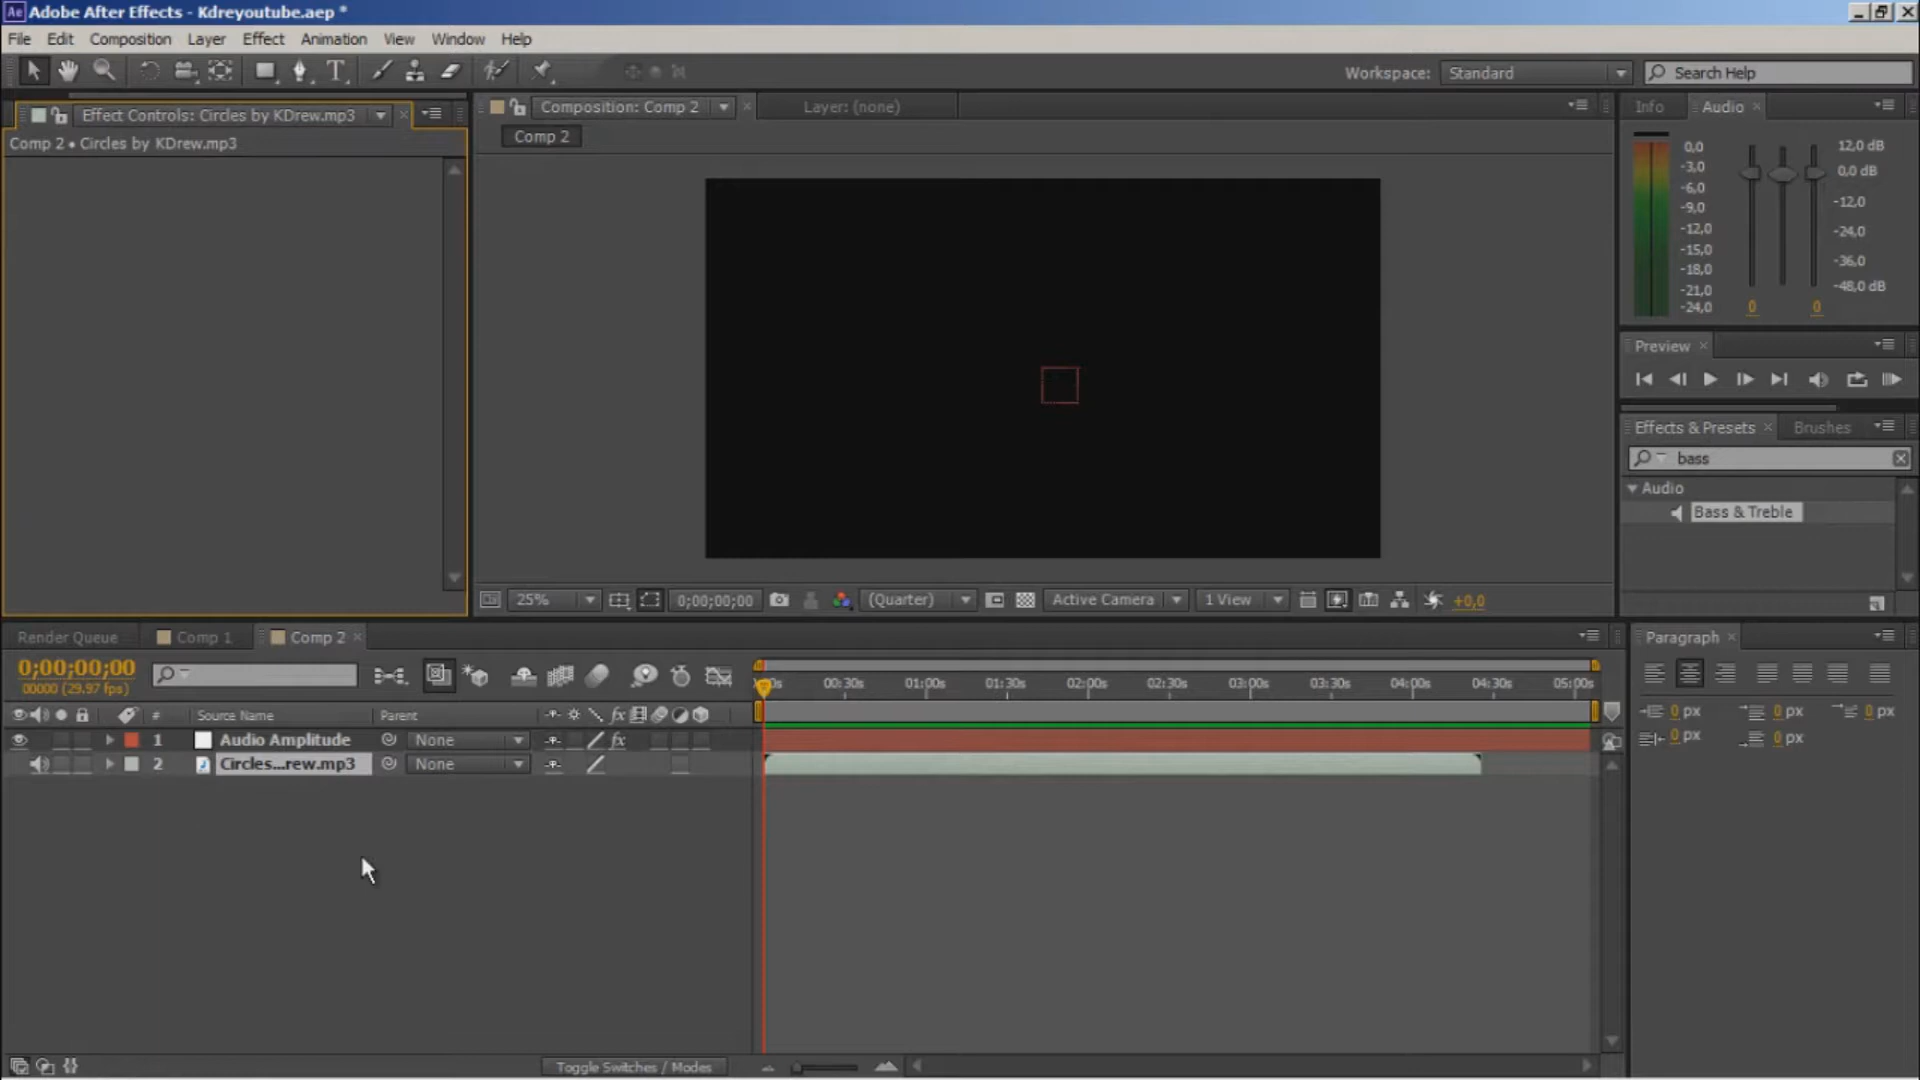 Ae Adobe After Effects - Kdreyoutube.aep *
File Edit Composition Layer Effect Animation View Window Help
Workspace: Standard Search Help
Effect Controls: Circles by KDrew.mp3
Comp 2 • Circles by KDrew.mp3
Composition: Comp 2
Layer: (none)
Comp 2
Info Audio
0,0
-3,0
-6,0
-9,0
-12,0
-15,0
-18,0
-21,0
-24,0
12,0 dB
0,0 dB
-12,0
-24,0
-36,0
-48,0 dB
0 0
Preview
Effects & Presets Brushes
bass
Audio
Bass & Treble
25% 0;00;00;00 (Quarter) Active Camera 1 View +0,0
Render Queue Comp 1 Comp 2
0;00;00;00
00000 (29.97 fps)
00:30s 01:00s 01:30s 02:00s 02:30s 03:00s 03:30s 04:00s 04:30s 05:00s
# Source Name Parent fx
1 Audio Amplitude None fx
2 Circles...rew.mp3 None
Toggle Switches / Modes
Paragraph
0 px 0 px 0 px
0 px 0 px